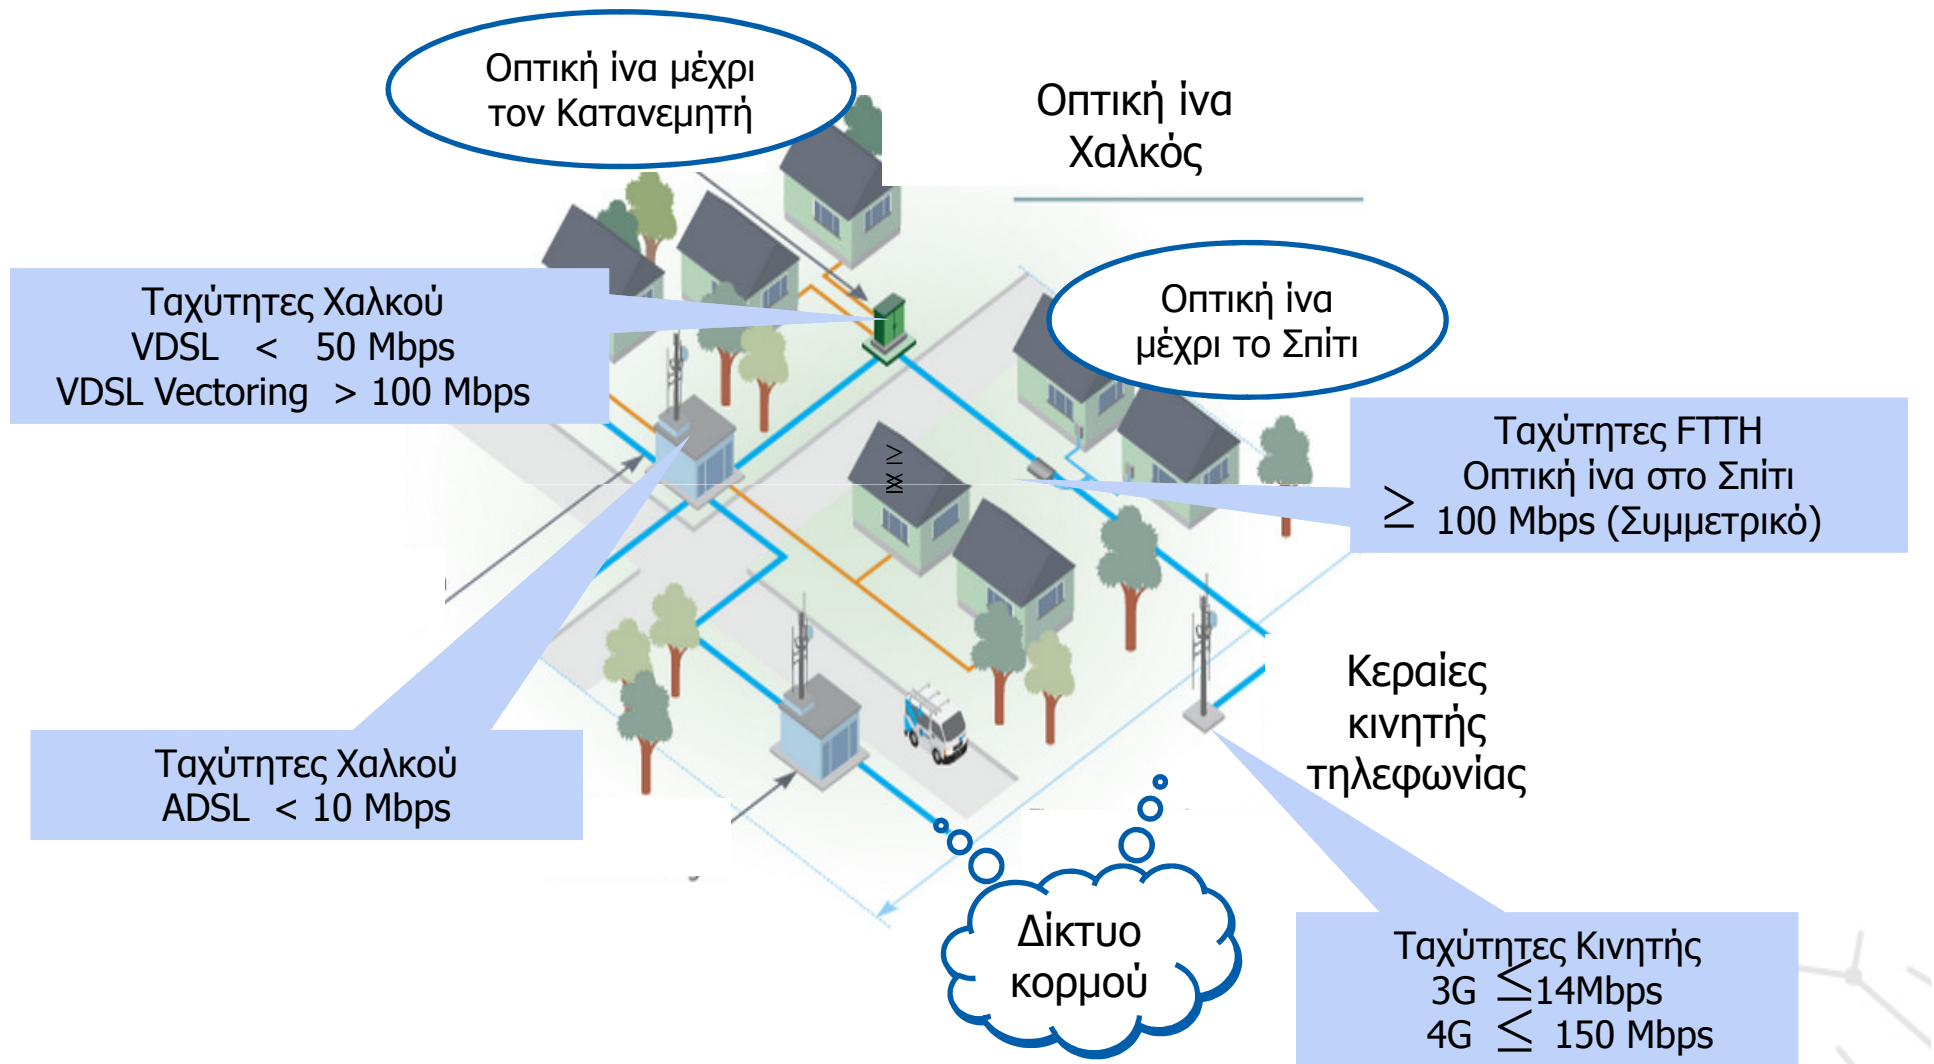 Οπτική ίνα μέχρι
τον Κατανεμητή
Οπτική ίνα
Χαλκός
Ταχύτητες Χαλκού
VDSL < 50 Mbps
VDSL Vectoring > 100 Mbps
Οπτική ίνα
μέχρι το Σπίτι
Ταχύτητες FTTH
Οπτική ίνα στο Σπίτι
≥ 100 Mbps (Συμμετρικό)
Κεραίες
κινητής
τηλεφωνίας
Ταχύτητες Χαλκού
ADSL < 10 Mbps
Δίκτυο
κορμού
Ταχύτητες Κινητής
3G ≤14Mbps
4G ≤ 150 Mbps